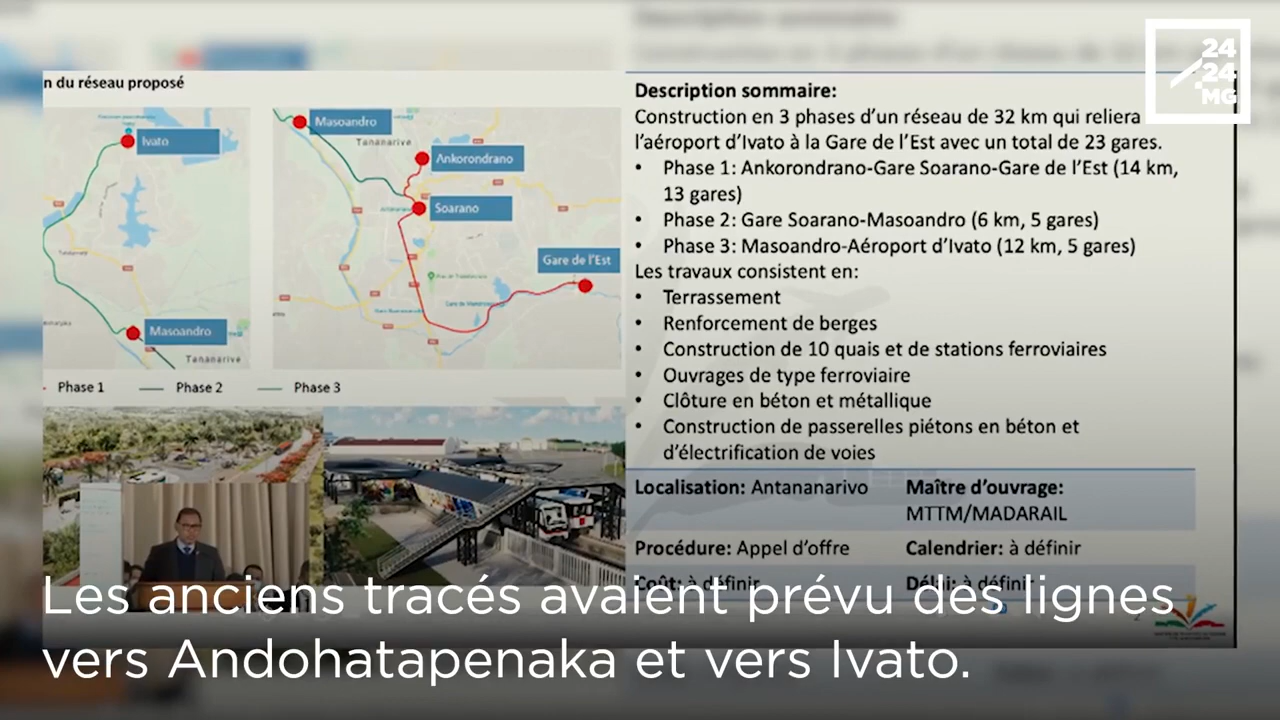 24
24
MG
n du réseau proposé
Ivato
Masoandro
Tananarive
Masoandro
Tananarive
Ankorondrano
Soarano
Gare de l'Est
Phase 1
Phase 2
Phase 3
Description sommaire:
Construction en 3 phases d'un réseau de 32 km qui reliera
l'aéroport d'Ivato à la Gare de l'Est avec un total de 23 gares.
• Phase 1: Ankorondrano-Gare Soarano-Gare de l'Est (14 km,
13 gares)
• Phase 2: Gare Soarano-Masoandro (6 km, 5 gares)
• Phase 3: Masoandro-Aéroport d'Ivato (12 km, 5 gares)
Les travaux consistent en:
• Terrassement
• Renforcement de berges
• Construction de 10 quais et de stations ferroviaires
• Ouvrages de type ferroviaire
• Clôture en béton et métallique
• Construction de passerelles piétons en béton et
d'électrification de voies
Localisation: Antananarivo
Maître d'ouvrage:
MTTM/MADARAIL
Procédure: Appel d'offre
Calendrier: à définir
Coût: à définir
Délai: à définir
Les anciens tracés avaient prévu des lignes
vers Andohatapenaka et vers Ivato.